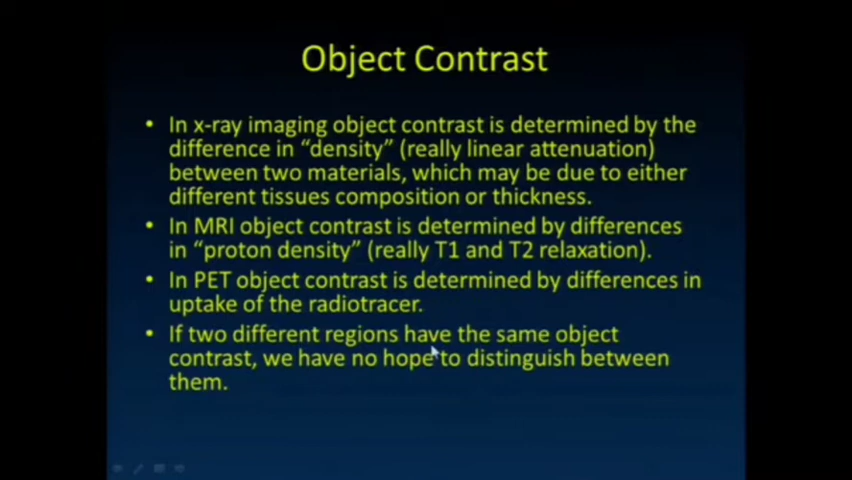 Object Contrast
• In x-ray imaging object contrast is determined by the
difference in “density” (really linear attenuation)
between two materials, which may be due to either
different tissues composition or thickness.
• In MRI object contrast is determined by differences
in “proton density” (really T1 and T2 relaxation).
• In PET object contrast is determined by differences in
uptake of the radiotracer.
• If two different regions have the same object
contrast, we have no hope to distinguish between
them.